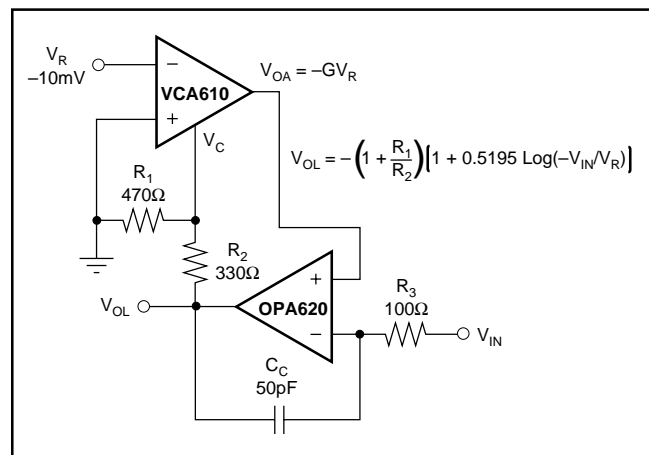 V_R
–10mV
–
VCA610
+
V_OA = –GV_R
V_C
V_OL = –(1 + R_1/R_2)[1 + 0.5195 Log(–V_IN/V_R)]
R_1
470Ω
R_2
330Ω
V_OL
+
OPA620
–
R_3
100Ω
V_IN
C_C
50pF